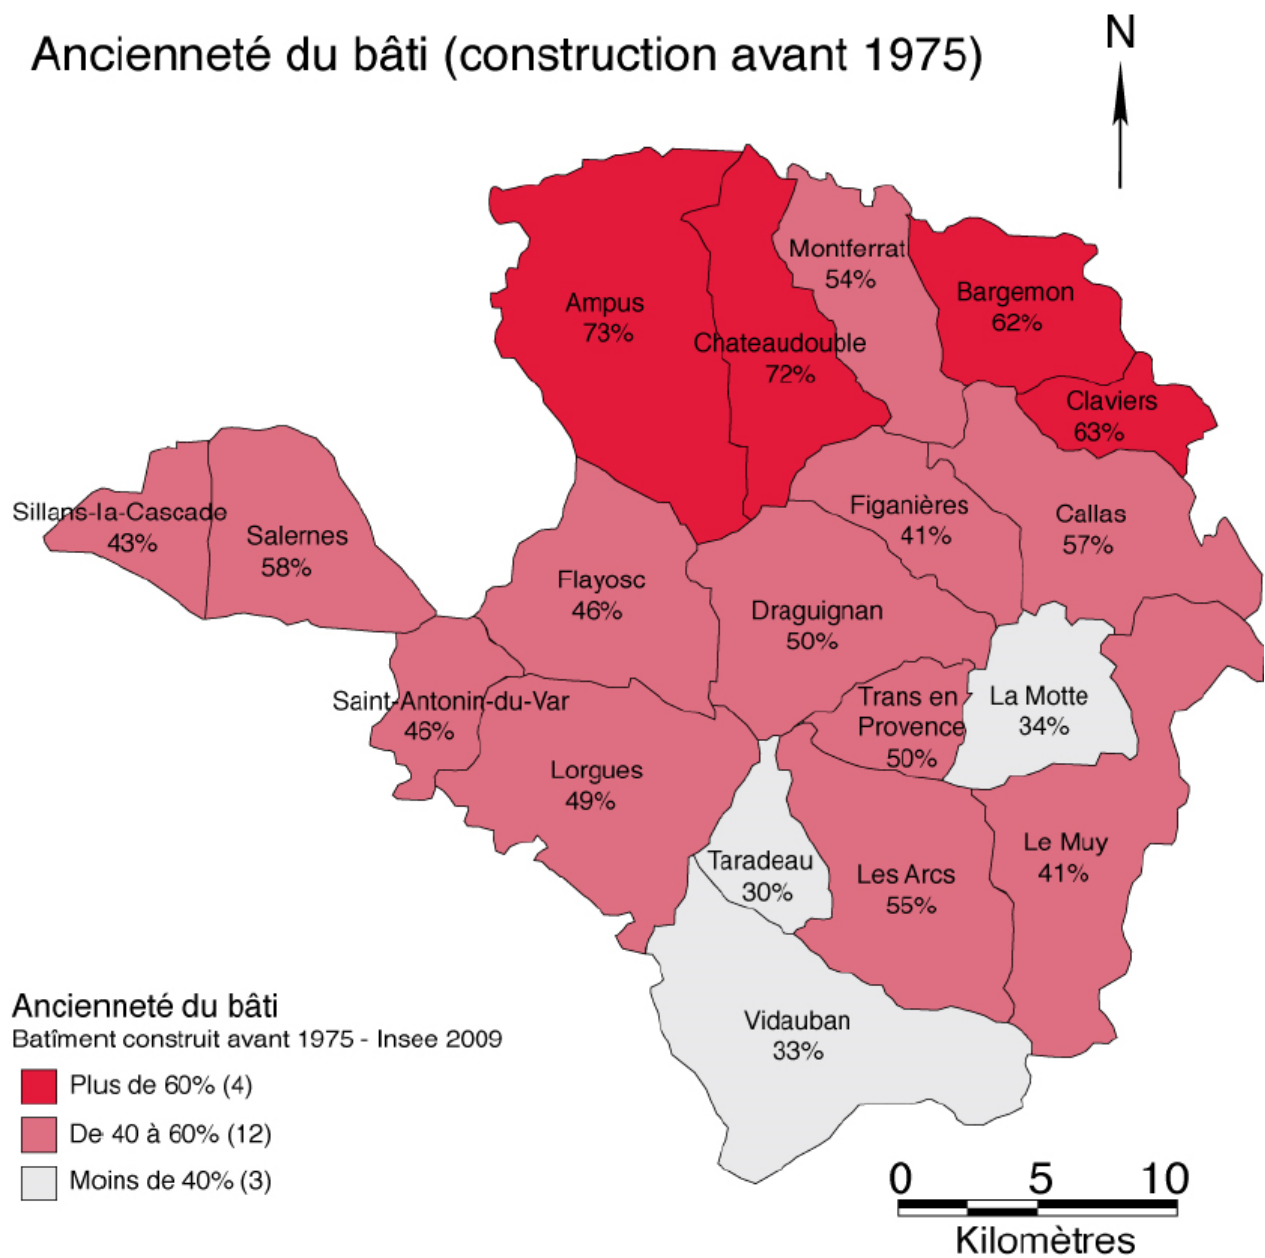 Ancienneté du bâti (construction avant 1975)
N
Montferrat
54%
Bargemon
62%
Ampus
73%
Chateaudouble
72%
Claviers
63%
Sillans-la-Cascade
43%
Salernes
58%
Figanières
41%
Callas
57%
Flayosc
46%
Draguignan
50%
Saint-Antonin-du-Var
46%
Trans en
Provence
50%
La Motte
34%
Lorgues
49%
Taradeau
30%
Les Arcs
55%
Le Muy
41%
Vidauban
33%
Ancienneté du bâti
Batîment construit avant 1975 - Insee 2009
Plus de 60% (4)
De 40 à 60% (12)
Moins de 40% (3)
0 5 10
Kilomètres